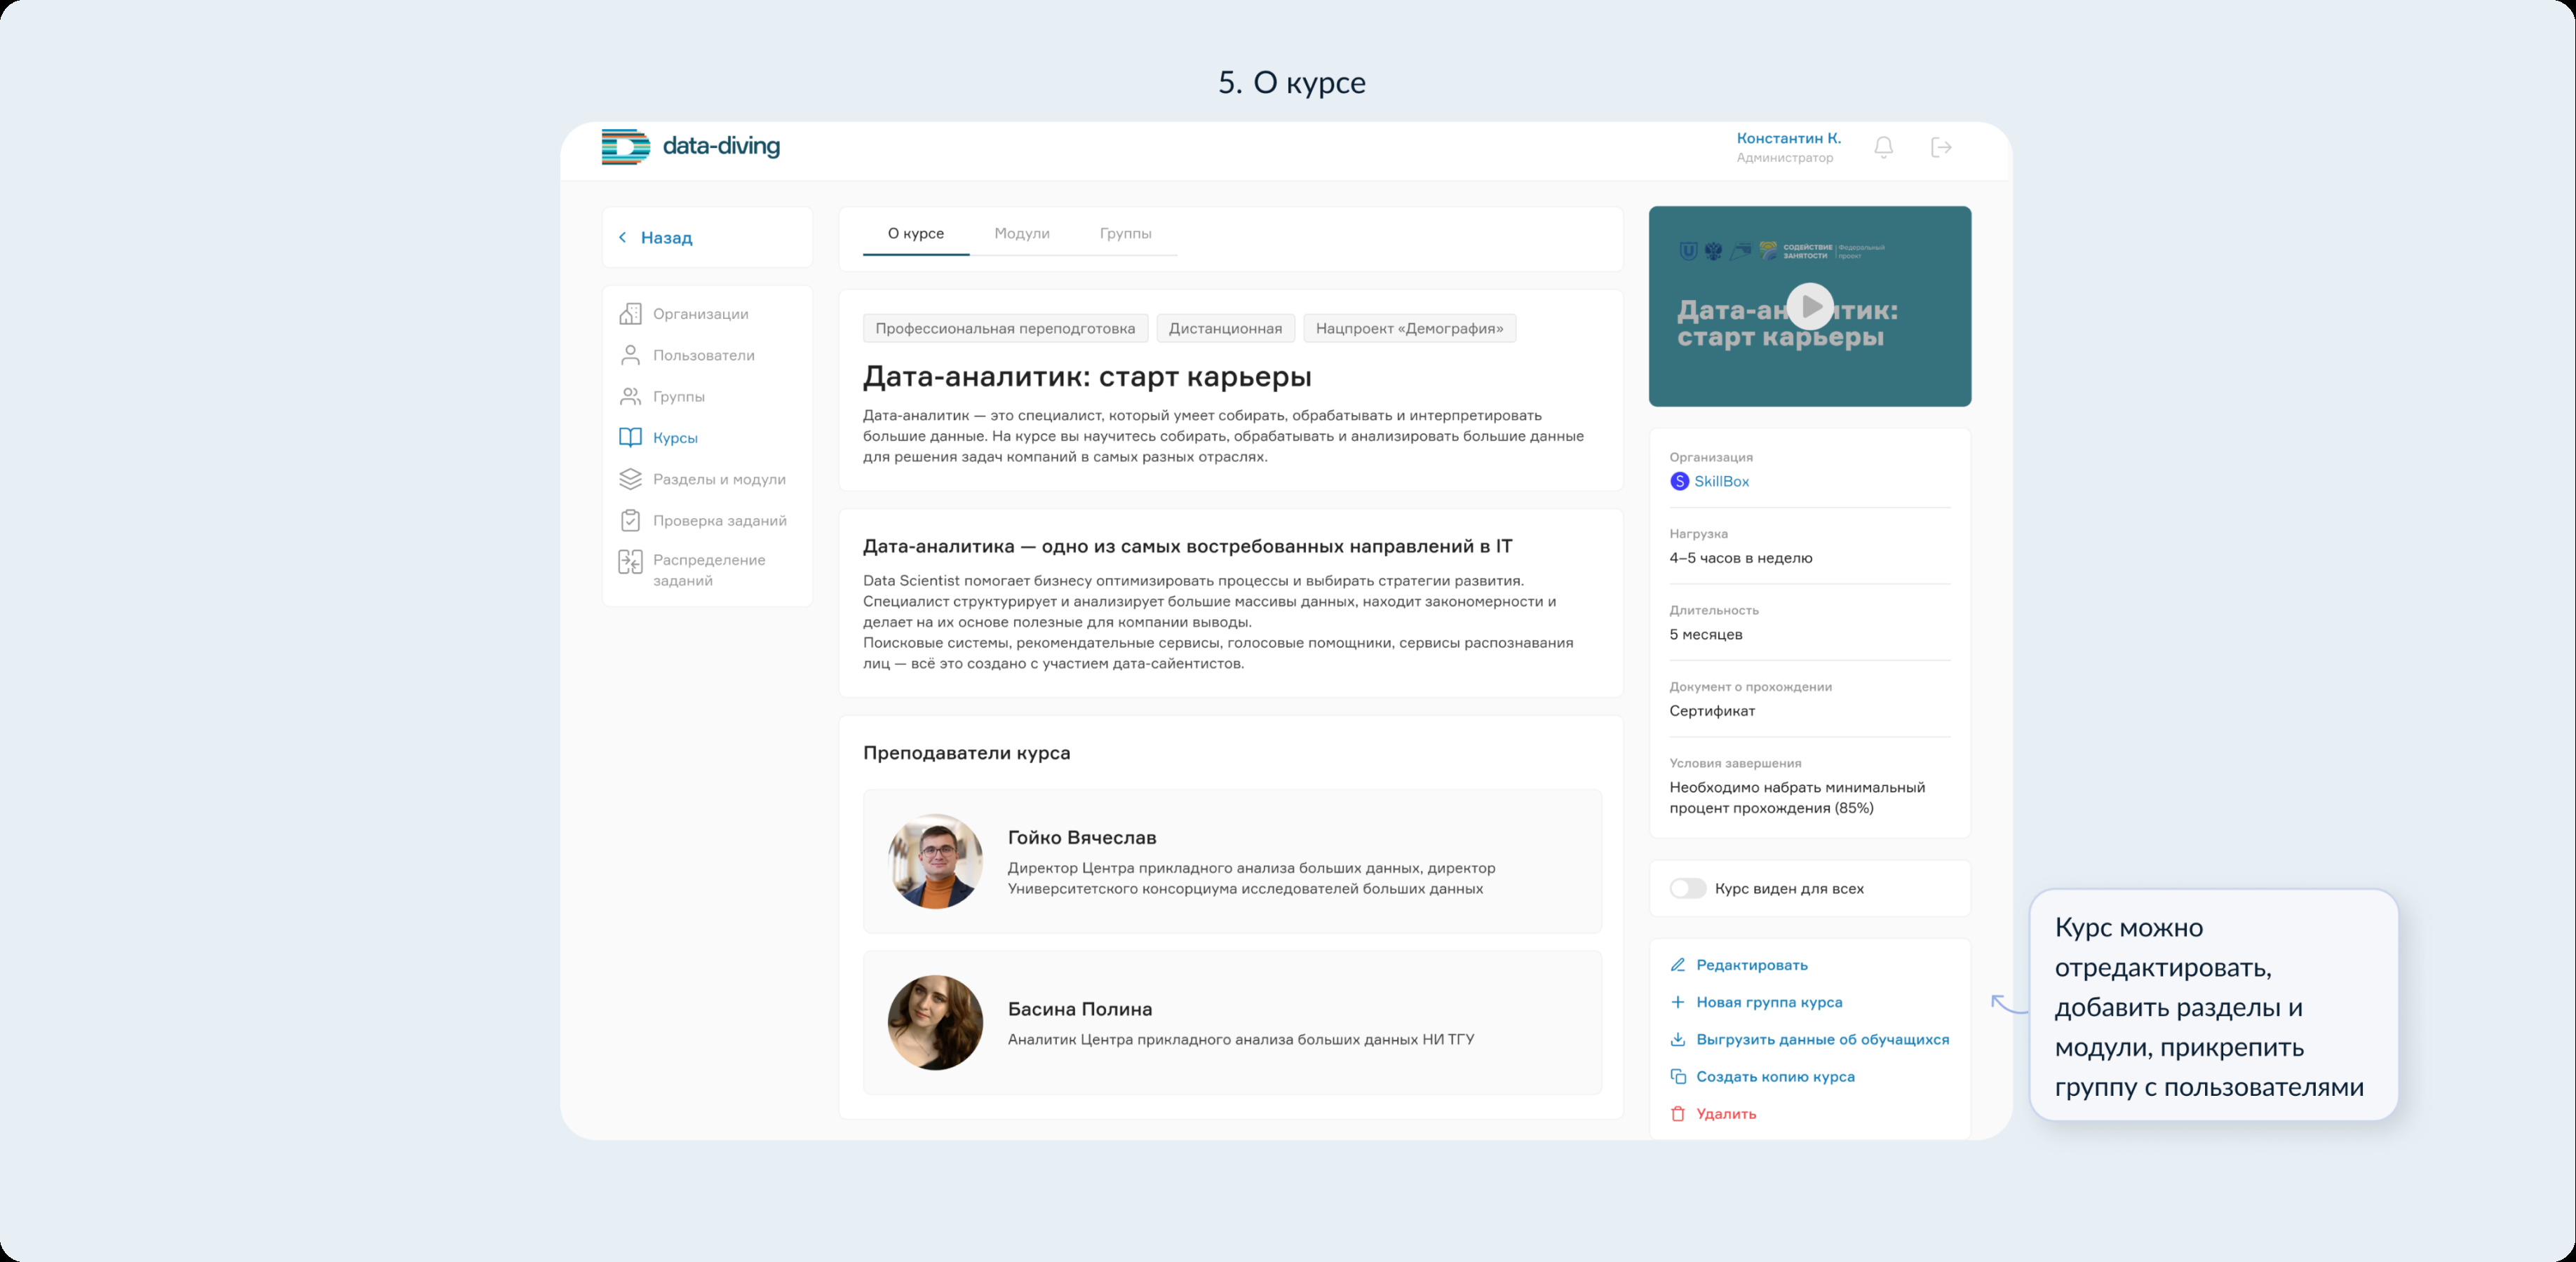 5. О курсе
data-diving
Константин К.
Администратор
Назад
Организации
Пользователи
Группы
Курсы
Разделы и модули
Проверка заданий
Распределение
заданий
О курсе
Модули
Группы
Профессиональная переподготовка
Дистанционная
Нацпроект «Демография»
Дата-аналитик: старт карьеры
Дата-аналитик — это специалист, который умеет собирать, обрабатывать и интерпретировать
большие данные. На курсе вы научитесь собирать, обрабатывать и анализировать большие данные
для решения задач компаний в самых разных отраслях.
Дата-аналитика — одно из самых востребованных направлений в IT
Data Scientist помогает бизнесу оптимизировать процессы и выбирать стратегии развития.
Специалист структурирует и анализирует большие массивы данных, находит закономерности и
делает на их основе полезные для компании выводы.
Поисковые системы, рекомендательные сервисы, голосовые помощники, сервисы распознавания
лиц — всё это создано с участием дата-сайентистов.
Преподаватели курса
Гойко Вячеслав
Директор Центра прикладного анализа больших данных, директор
Университетского консорциума исследователей больших данных
Басина Полина
Аналитик Центра прикладного анализа больших данных НИ ТГУ
СОДЕЙСТВИЕ
ЗАНЯТОСТИ
Федеральный
проект
Дата-ан тик:
старт карьеры
Организация
S SkillBox
Нагрузка
4–5 часов в неделю
Длительность
5 месяцев
Документ о прохождении
Сертификат
Условия завершения
Необходимо набрать минимальный
процент прохождения (85%)
Курс виден для всех
Редактировать
Новая группа курса
Выгрузить данные об обучающихся
Создать копию курса
Удалить
Курс можно
отредактировать,
добавить разделы и
модули, прикрепить
группу с пользователями